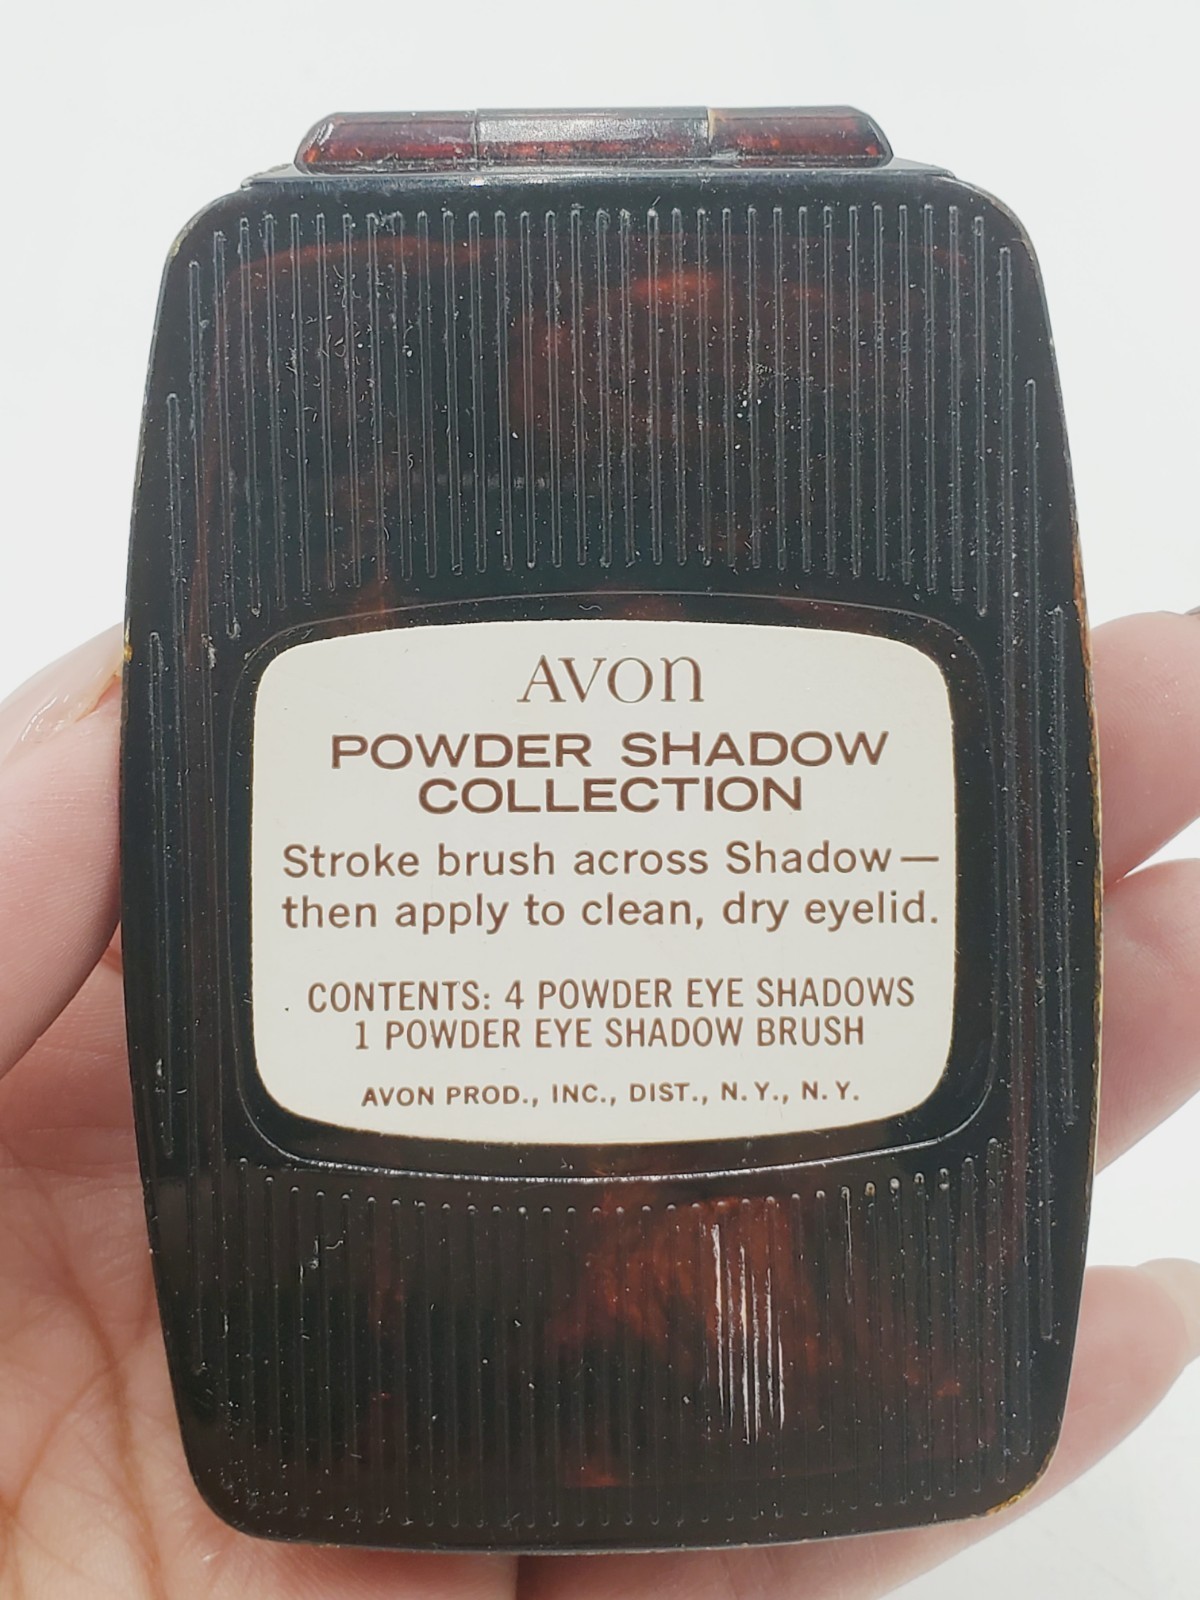 AVON
POWDER SHADOW
COLLECTION
Stroke brush across Shadow—
then apply to clean, dry eyelid.
CONTENTS: 4 POWDER EYE SHADOWS
1 POWDER EYE SHADOW BRUSH
AVON PROD., INC., DIST., N.Y., N.Y.